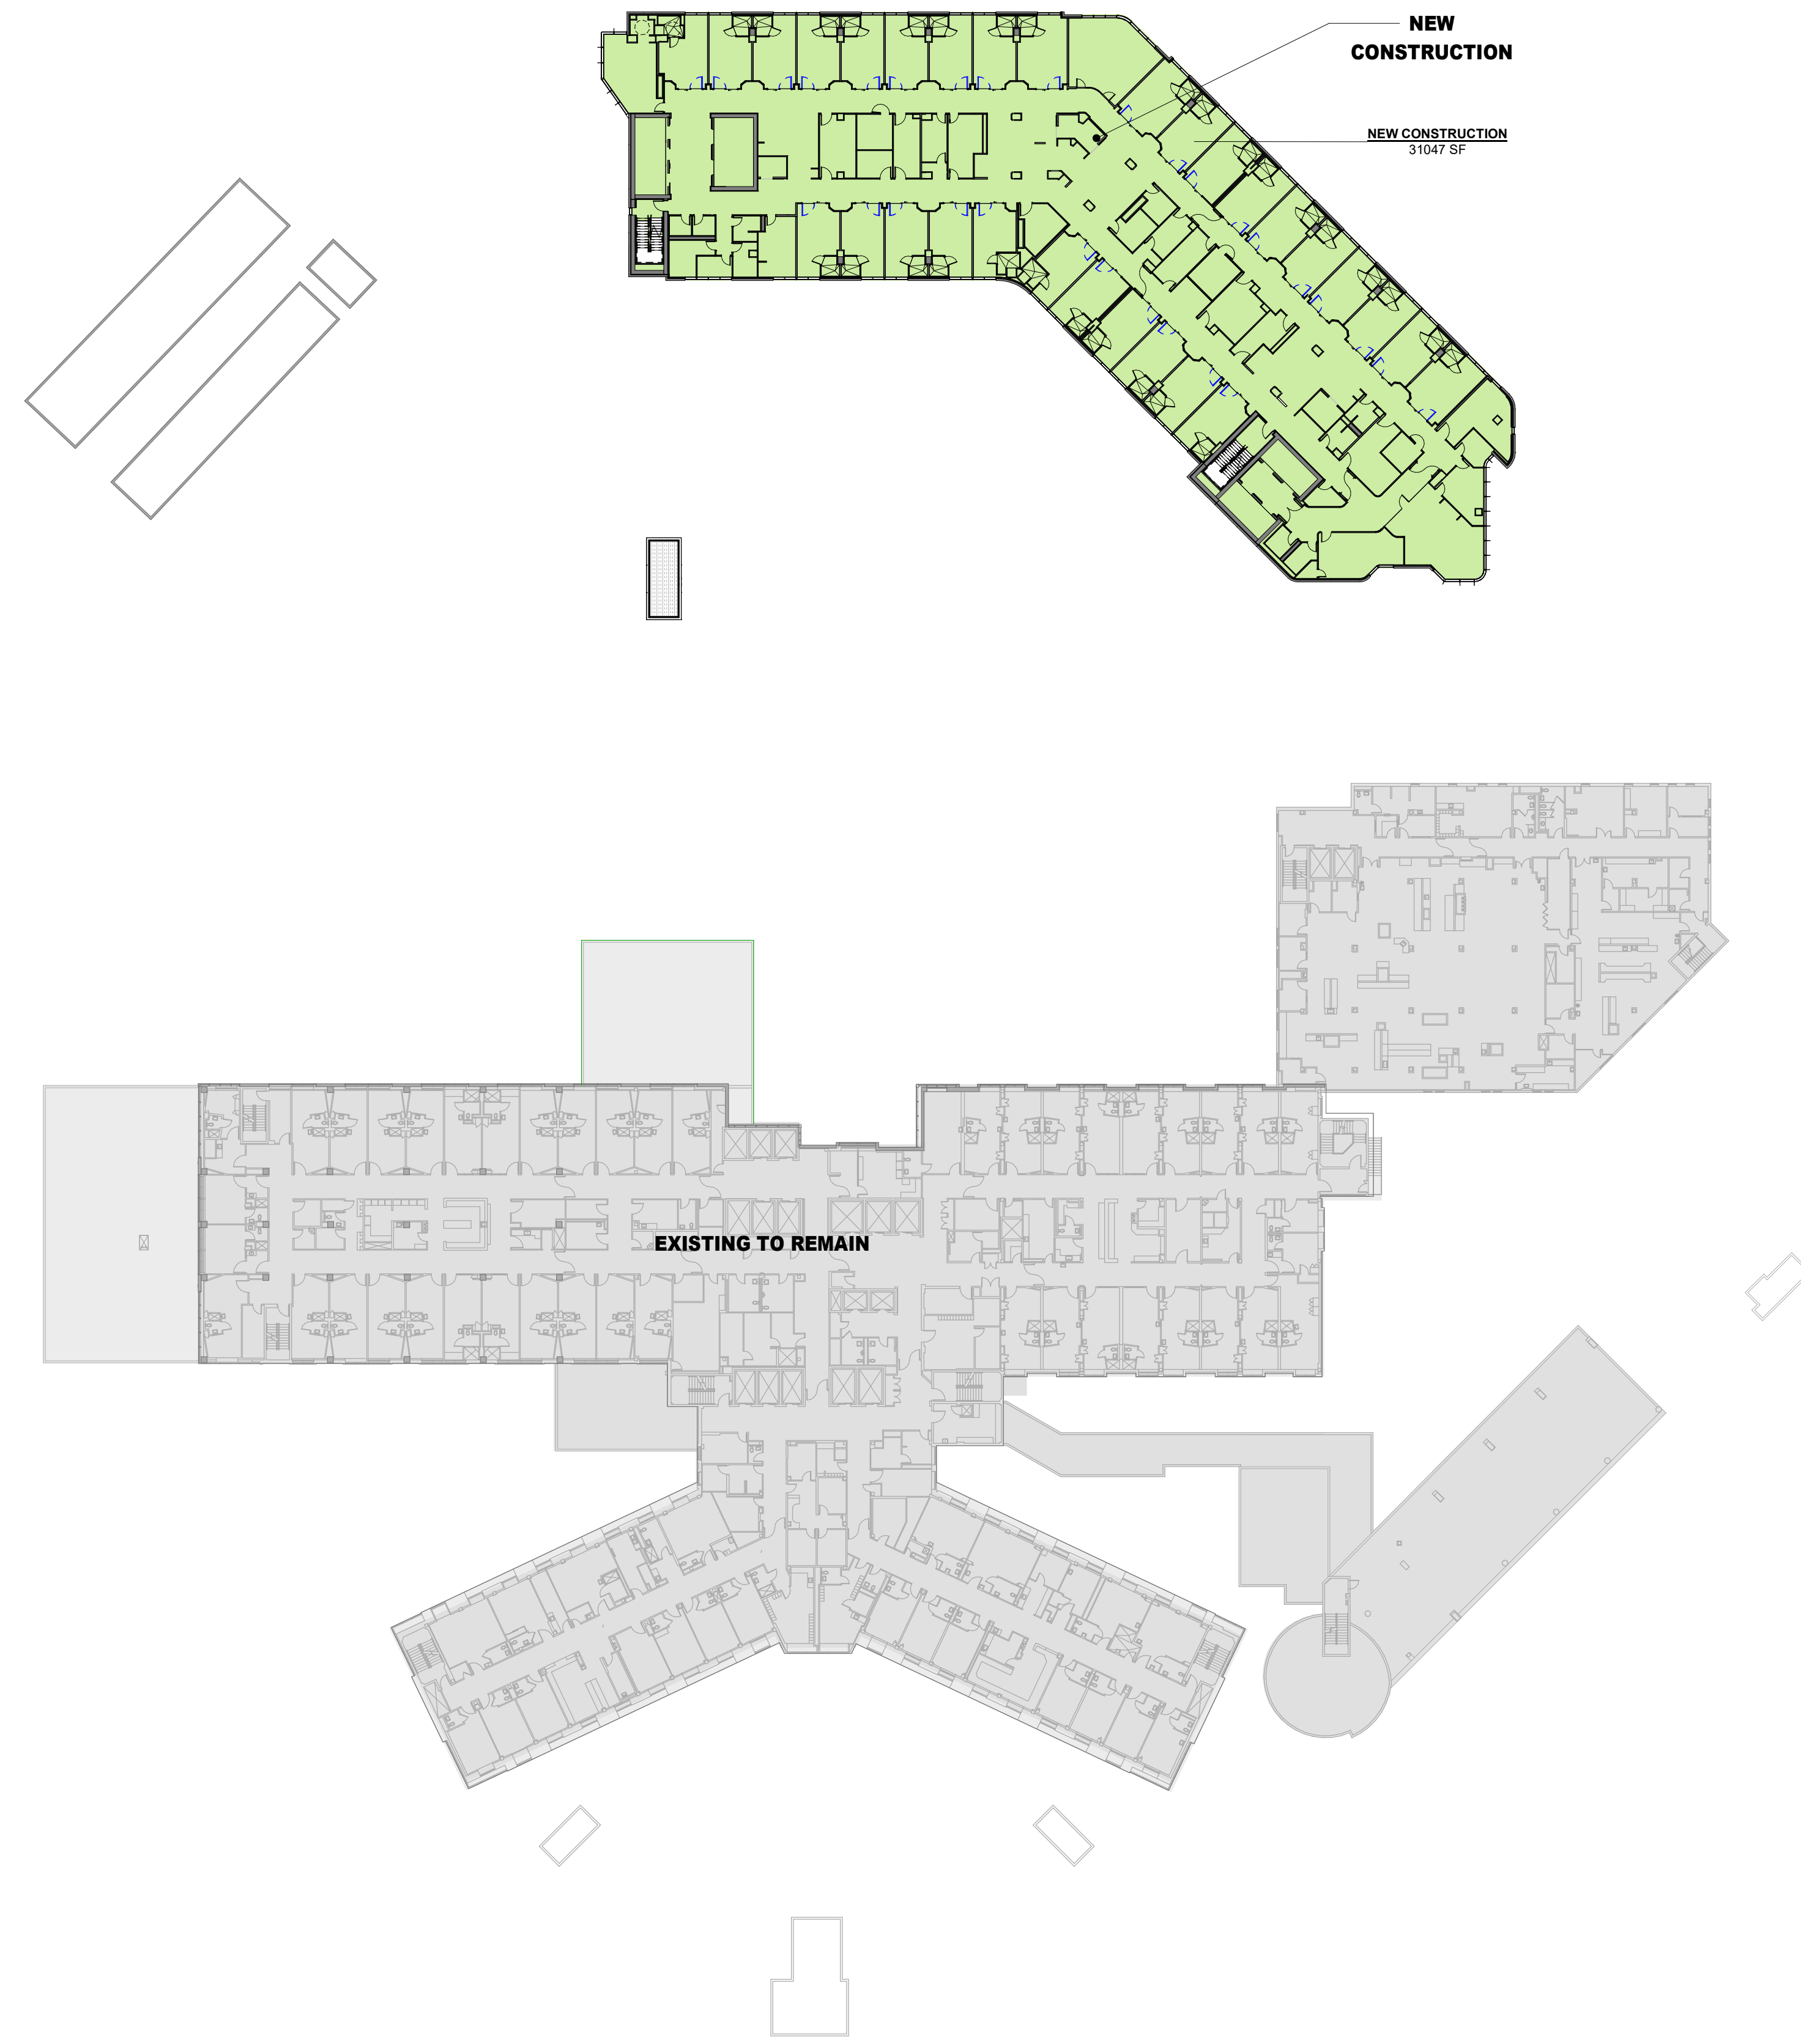 NEW
CONSTRUCTION
NEW CONSTRUCTION
31047 SF
EXISTING TO REMAIN